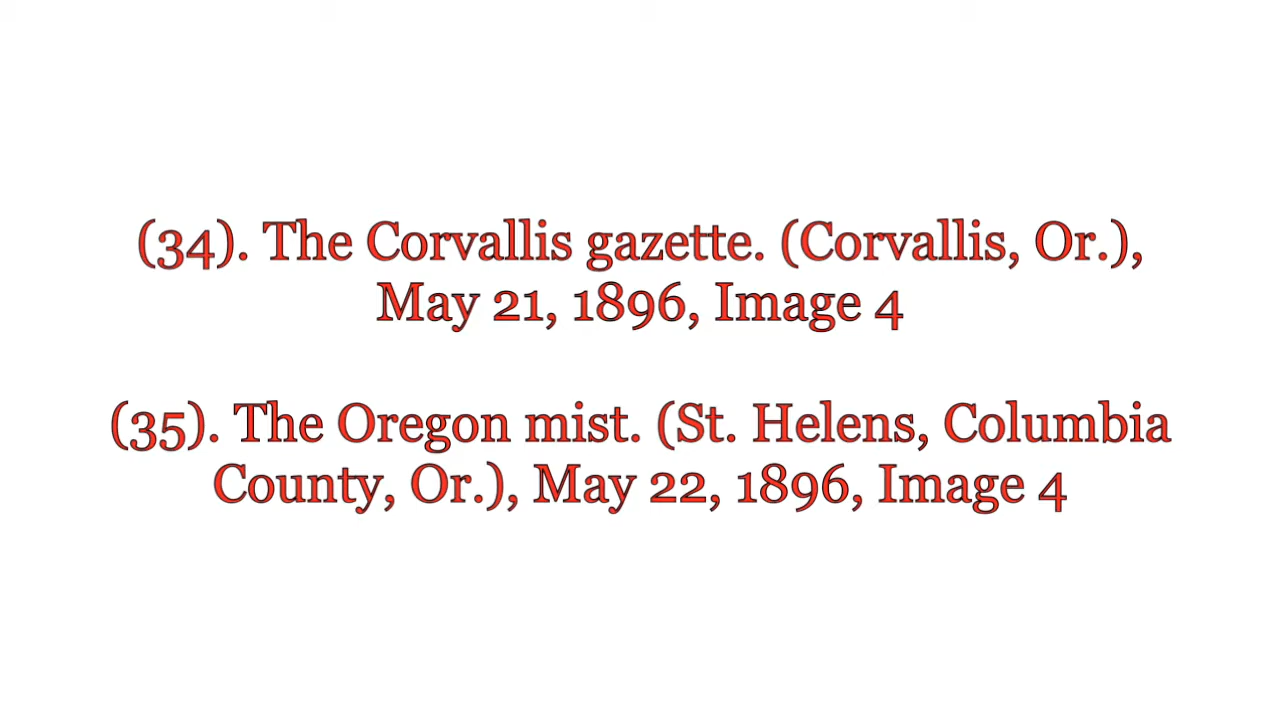 (34). The Corvallis gazette. (Corvallis, Or.),
May 21, 1896, Image 4
(35). The Oregon mist. (St. Helens, Columbia
County, Or.), May 22, 1896, Image 4